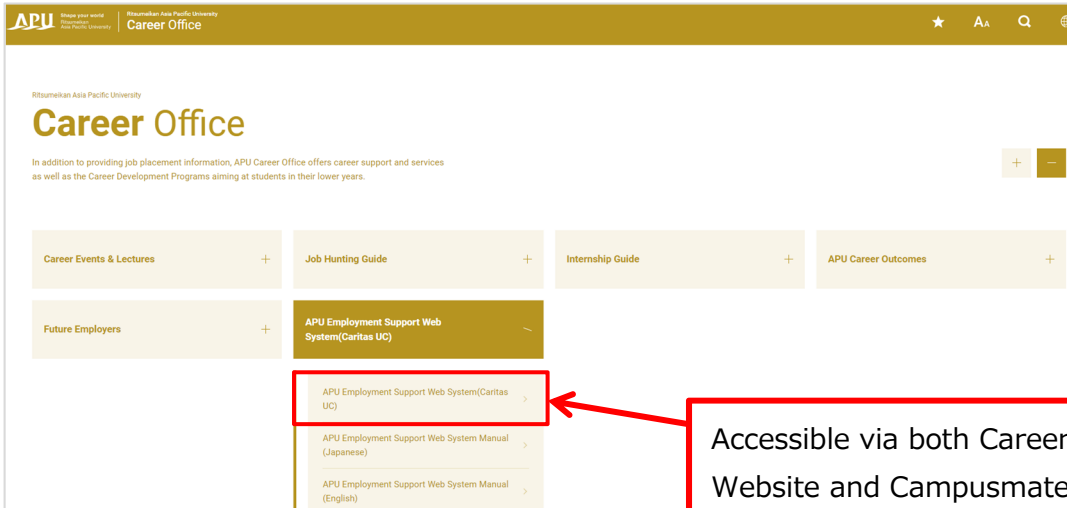 APU
Shape your world
Ritsumeikan
Asia Pacific University
Ritsumeikan Asia Pacific University
Career Office
AA
Ritsumeikan Asia Pacific University
Career Office
In addition to providing job placement information, APU Career Office offers career support and services
as well as the Career Development Programs aiming at students in their lower years.
Career Events & Lectures
Job Hunting Guide
Internship Guide
APU Career Outcomes
Future Employers
APU Employment Support Web
System(Caritas UC)
APU Employment Support Web System(Caritas
UC)
APU Employment Support Web System Manual
(Japanese)
APU Employment Support Web System Manual
(English)
Accessible via both Career
Website and Campusmate